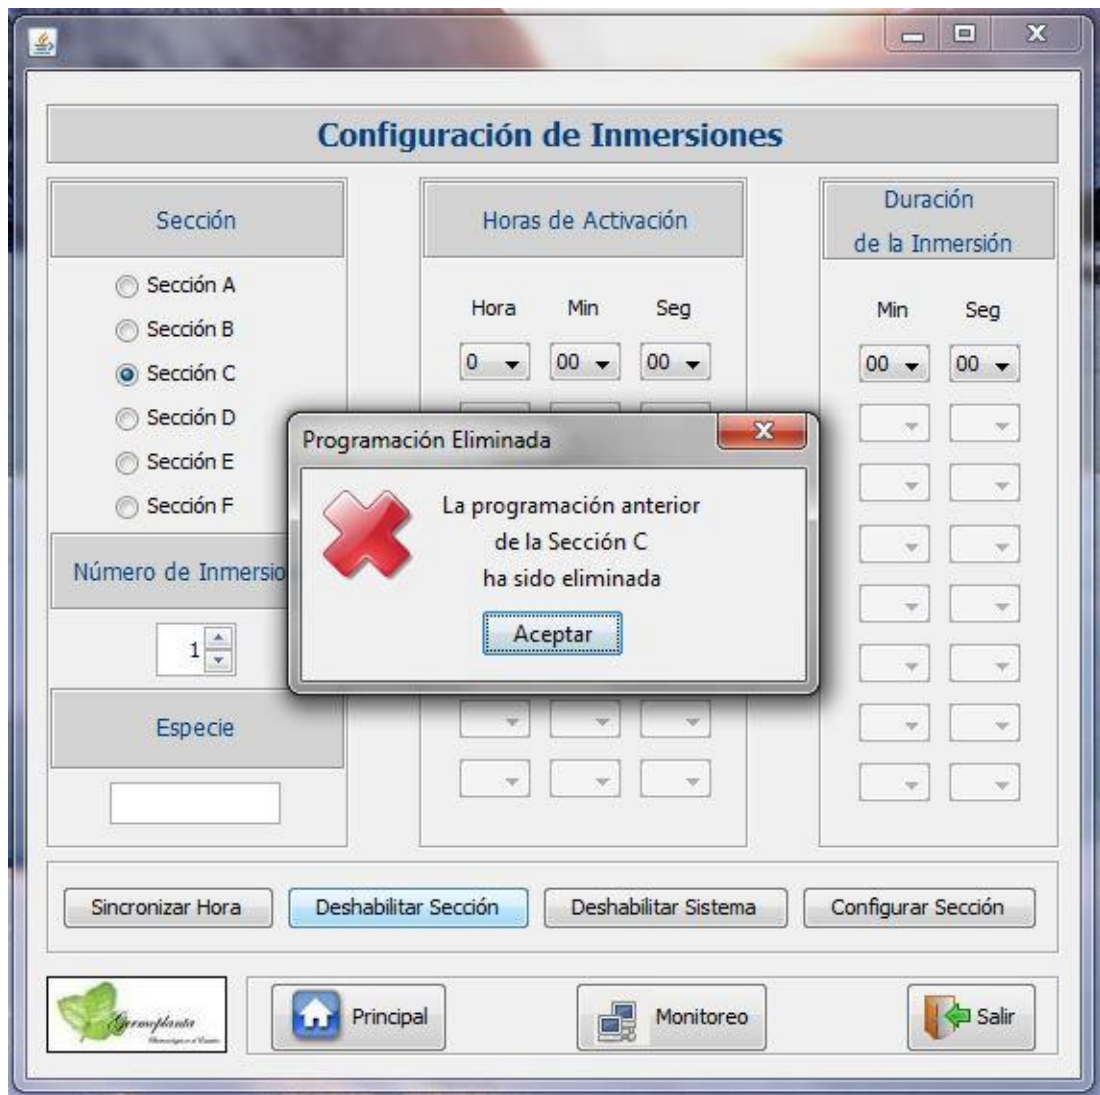 Configuración de Inmersiones
Sección
Sección A
Sección B
Sección C
Sección D
Sección E
Sección F
Número de Inmersio
1
Especie
Horas de Activación
Hora Min Seg
0 00 00
Duración
de la Inmersión
Min Seg
00 00
Programación Eliminada
La programación anterior
de la Sección C
ha sido eliminada
Aceptar
Sincronizar Hora
Deshabilitar Sección
Deshabilitar Sistema
Configurar Sección
Germoplanta
Principal
Monitoreo
Salir